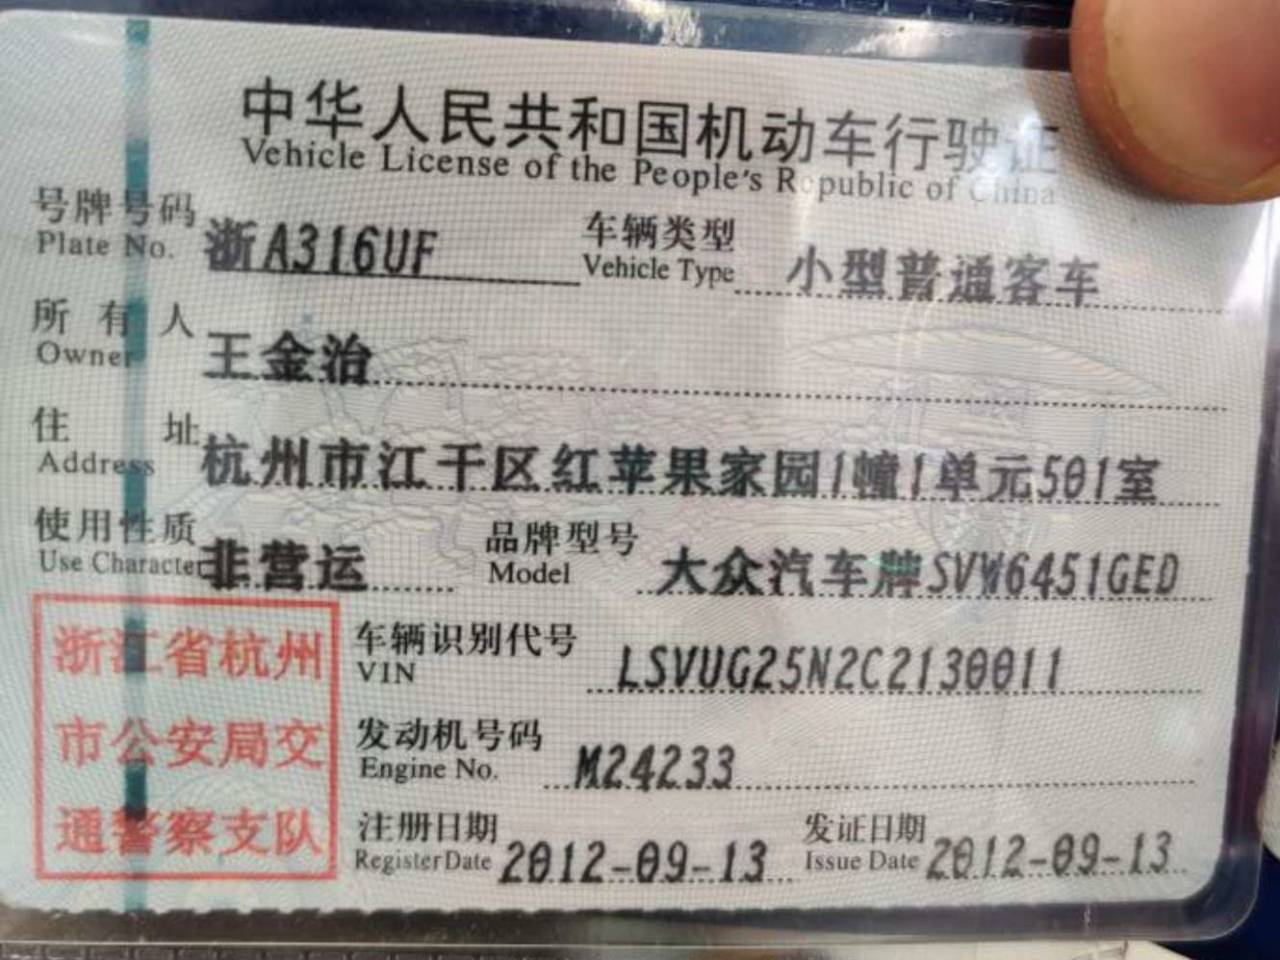 中华人民共和国机动车行驶证
Vehicle License of the People's Republic of China
号牌号码 浙A316UF 车辆类型 小型普通客车
Plate No. Vehicle Type
所有人 王金治
Owner
住址 杭州市江干区红苹果家园1幢1单元501室
Address
使用性质 非营运 品牌型号 大众汽车牌SVW6451GED
Use Character Model
浙江省杭州
市公安局交
通警察支队
车辆识别代号 LSVUG25N2C2130011
VIN
发动机号码 M24233
Engine No.
注册日期 2012-09-13 发证日期 2012-09-13
Register Date Issue Date